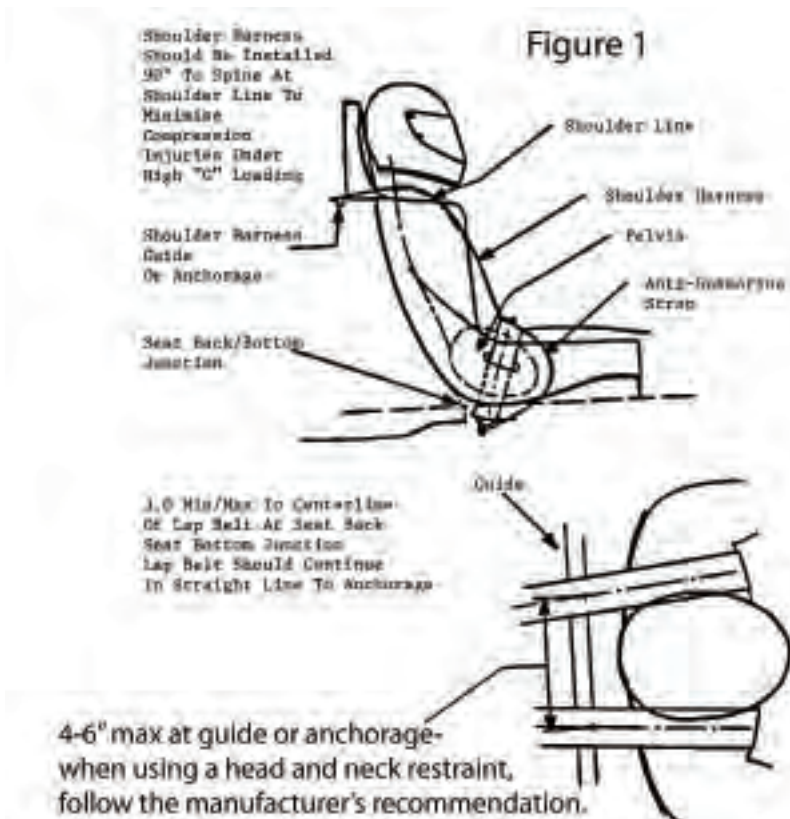 Figure 1
Shoulder Harness
Should Be Installed
90° To Spine At
Shoulder Line To
Minimise
Compression
Injuries Under
High "G" Loading
Shoulder Line
Shoulder Harness
Pelvis
Anti-Submarine
Strap
Shoulder Harness
Guide
Or Anchorage
Seat Back/Bottom
Junction
Guide
3.0 Min/Max To Centerline
Of Lap Belt At Seat Back
Seat Bottom Junction
Lap Belt Should Continue
In Straight Line To Anchorage
4-6" max at guide or anchorage-
when using a head and neck restraint,
follow the manufacturer's recommendation.